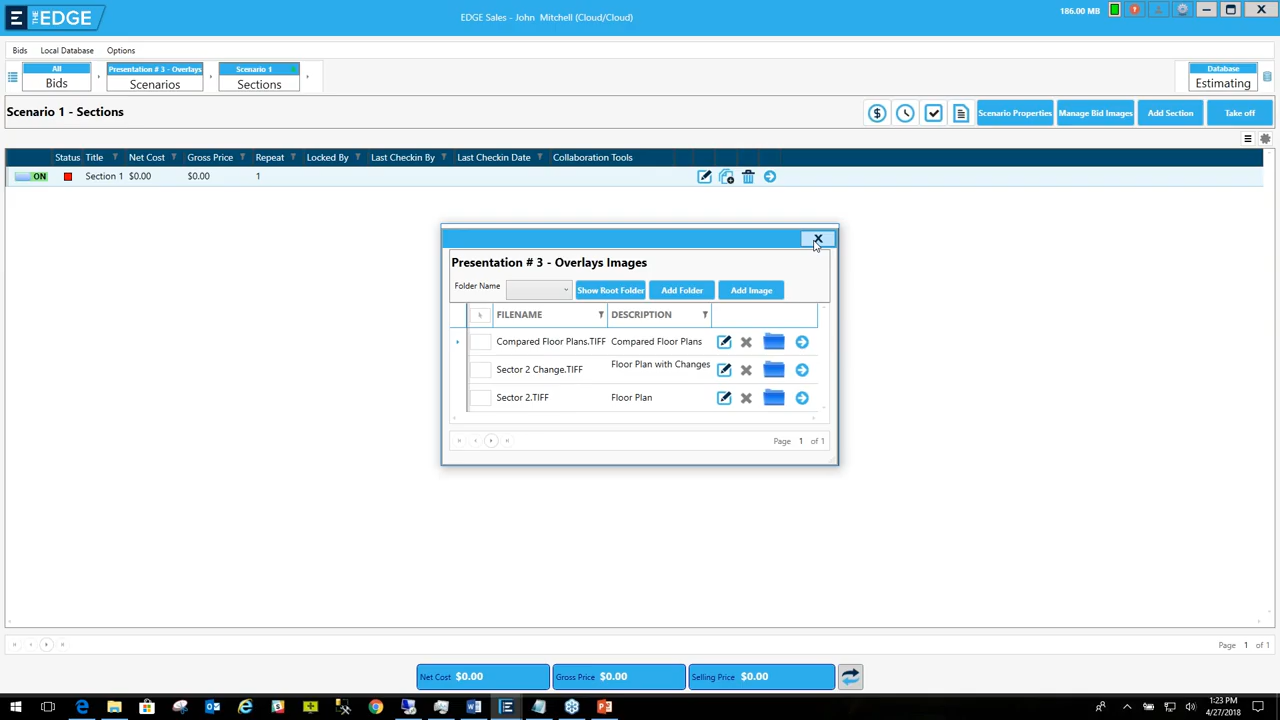 THE EDGE
EDGE Sales - John Mitchell (Cloud/Cloud)
186.00 MB
Bids Local Database Options
All
Bids
Presentation # 3 - Overlays
Scenarios
Scenario 1
Sections
Database
Estimating
Scenario 1 - Sections
Scenario Properties Manage Bid Images Add Section Take off
Status Title Net Cost Gross Price Repeat Locked By Last Checkin By Last Checkin Date Collaboration Tools
ON Section 1 $0.00 $0.00 1
X
Presentation # 3 - Overlays Images
Folder Name Show Root Folder Add Folder Add Image
FILENAME DESCRIPTION
Compared Floor Plans.TIFF Compared Floor Plans
Sector 2 Change.TIFF Floor Plan with Changes
Sector 2.TIFF Floor Plan
Page 1 of 1
Page 1 of 1
Net Cost $0.00 Gross Price $0.00 Selling Price $0.00
1:23 PM
4/27/2018